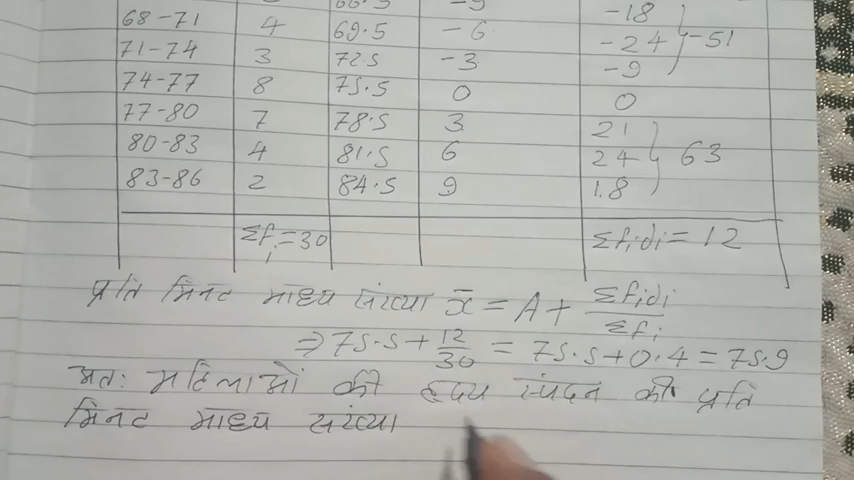 66.5 -9 -18
68-71 4 69.5 -6 -24 -51
71-74 3 72.5 -3 -9
74-77 8 75.5 0 0
77-80 7 78.5 3 21
80-83 4 81.5 6 24 63
83-86 2 84.5 9 18
Σfi=30 Σfidi=12
प्रति मिनट माध्य संख्या x̄ = A + Σfidi/Σfi
⇒ 75.5 + 12/30 = 75.5+0.4 = 75.9
अतः महिलाओं की हृदय स्पंदन की प्रति
मिनट माध्य संख्या